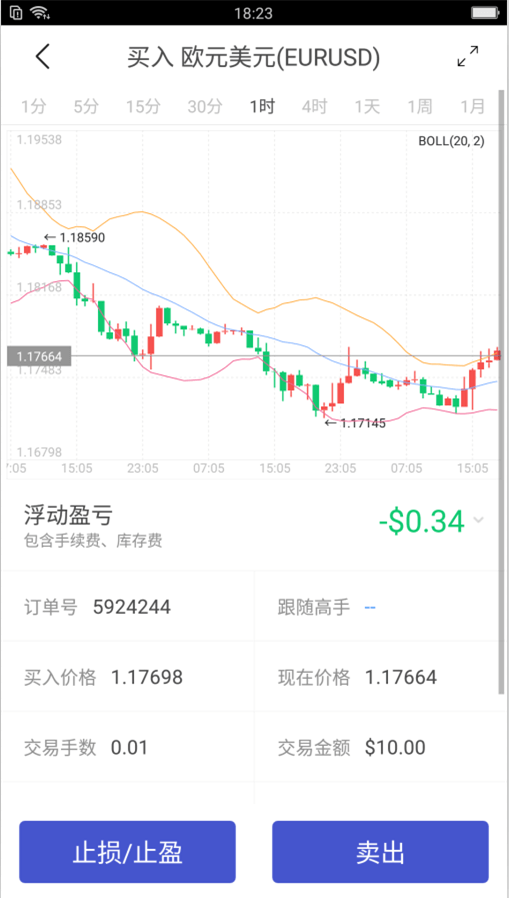 18:23
买入 欧元美元(EURUSD)
1分 5分 15分 30分 1时 4时 1天 1周 1月
1.19538
BOLL(20, 2)
1.18853
←1.18590
1.18168
1.17664
1.17483
←1.17145
1.16798
7:05 15:05 23:05 07:05 15:05 23:05 07:05 15:05
浮动盈亏
-$0.34
包含手续费、库存费
订单号 5924244
跟随高手 --
买入价格 1.17698
现在价格 1.17664
交易手数 0.01
交易金额 $10.00
止损/止盈
卖出